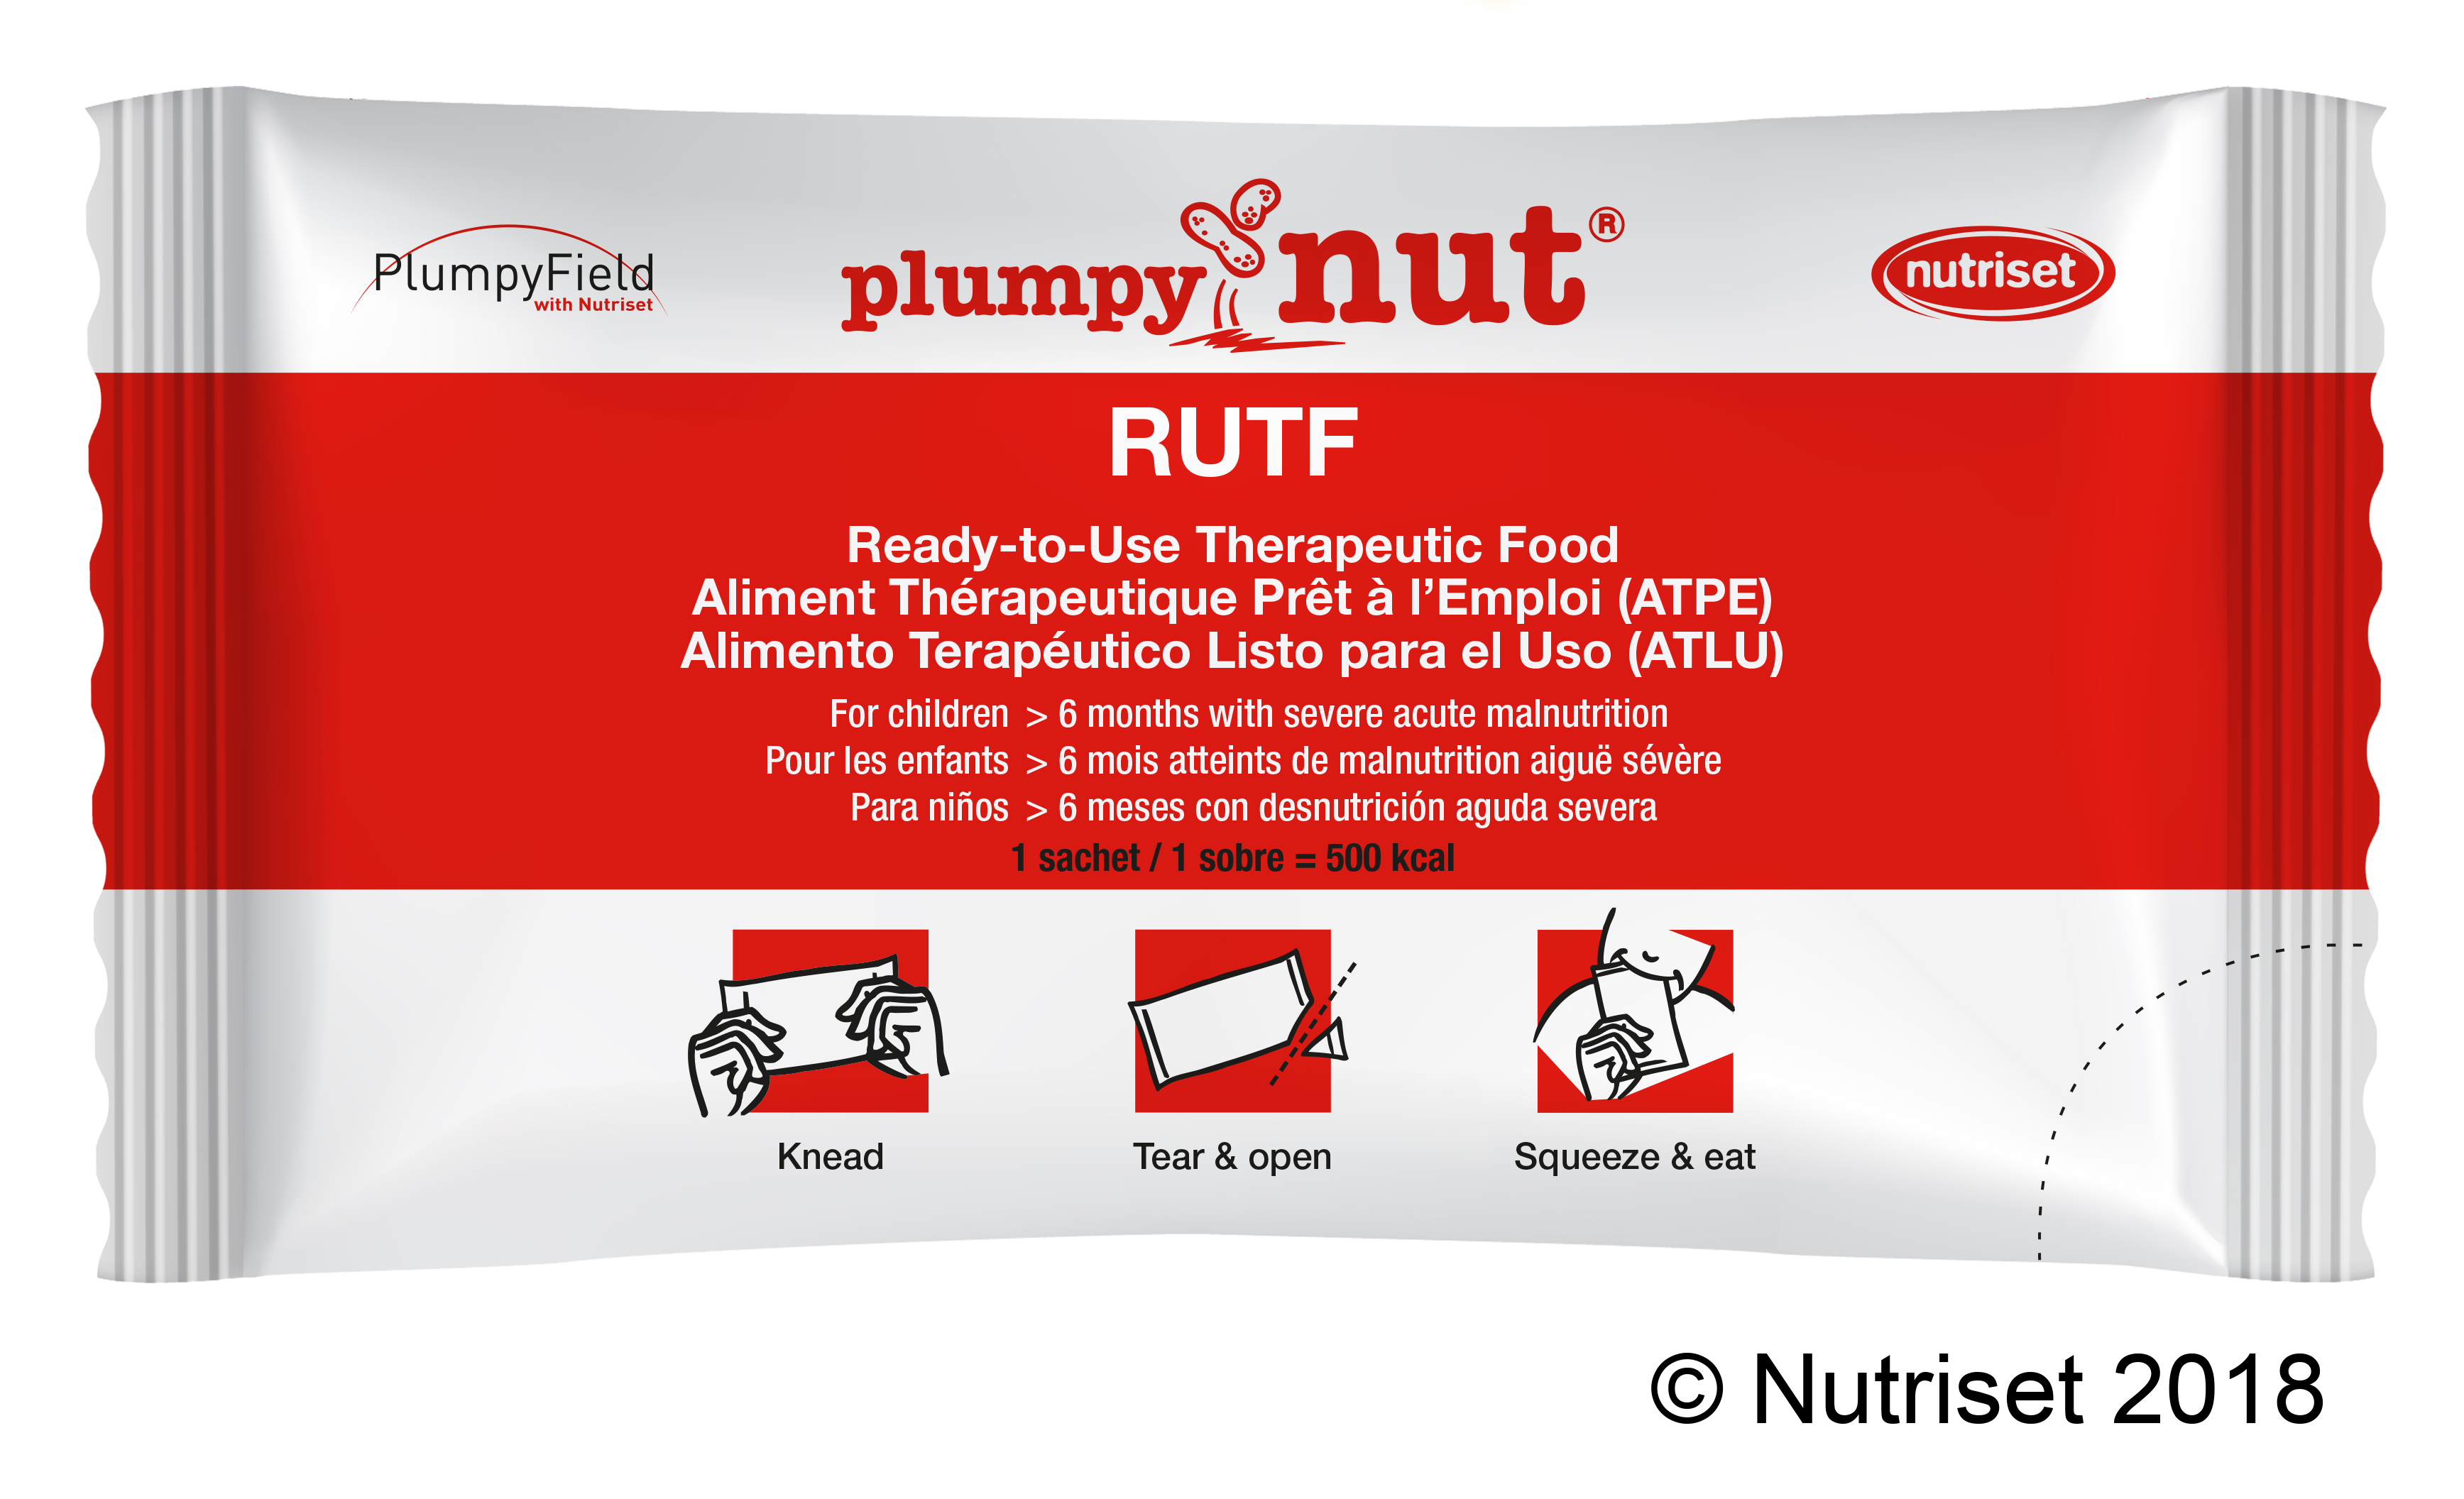 PlumpyField
with Nutriset
plumpy nut®
nutriset
RUTF
Ready-to-Use Therapeutic Food
Aliment Thérapeutique Prêt à l’Emploi (ATPE)
Alimento Terapéutico Listo para el Uso (ATLU)
For children > 6 months with severe acute malnutrition
Pour les enfants > 6 mois atteints de malnutrition aiguë sévère
Para niños > 6 meses con desnutrición aguda severa
1 sachet / 1 sobre = 500 kcal
Knead
Tear & open
Squeeze & eat
© Nutriset 2018